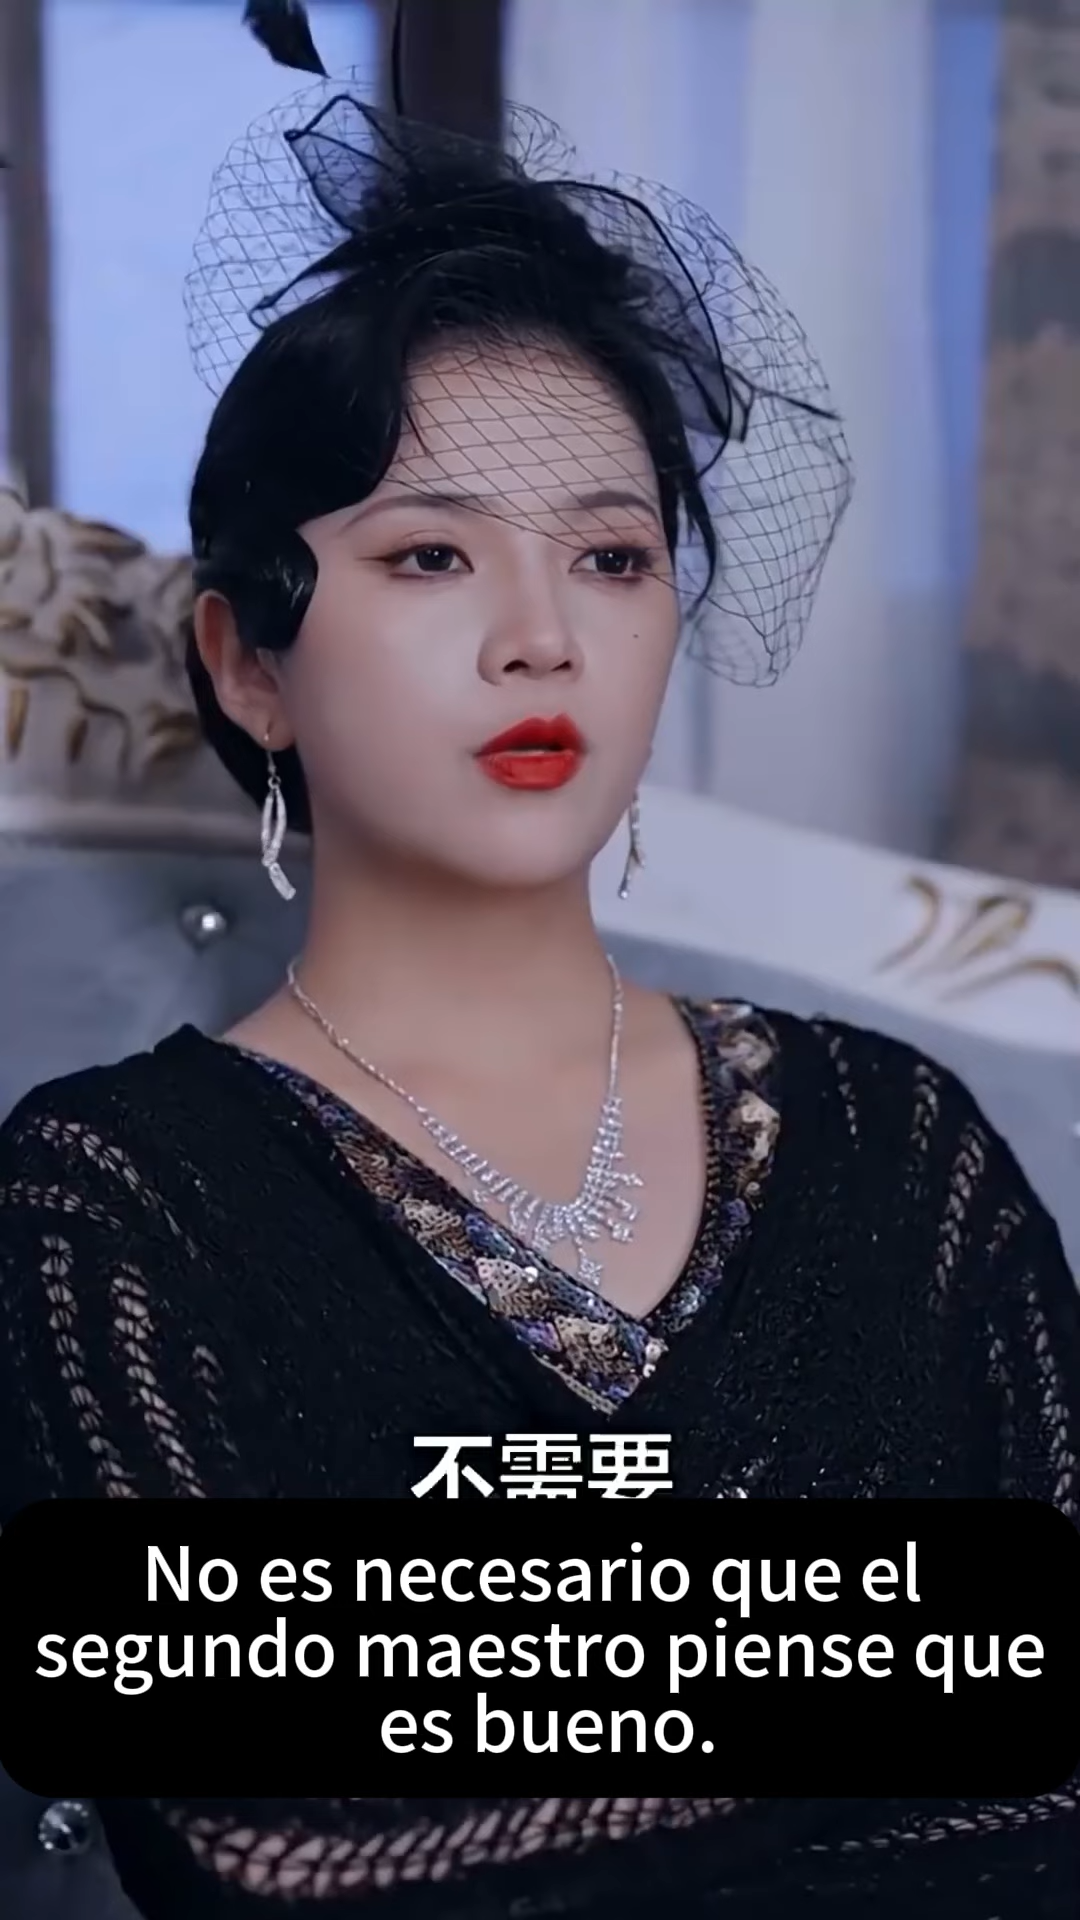 不需要
No es necesario que el
segundo maestro piense que
es bueno.